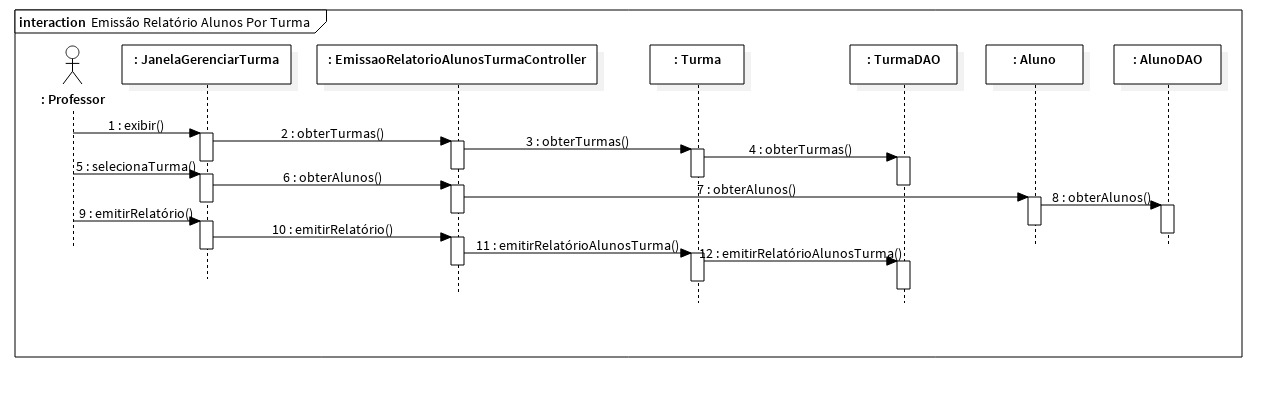 interaction Emissão Relatório Alunos Por Turma
: JanelaGerenciarTurma
: EmissaoRelatorioAlunosTurmaController
: Turma
: TurmaDAO
: Aluno
: AlunoDAO
: Professor
1 : exibir()
2 : obterTurmas()
3 : obterTurmas()
4 : obterTurmas()
5 : selecionaTurma()
6 : obterAlunos()
7 : obterAlunos()
8 : obterAlunos()
9 : emitirRelatório()
10 : emitirRelatório()
11 : emitirRelatórioAlunosTurma()
12 : emitirRelatórioAlunosTurma()